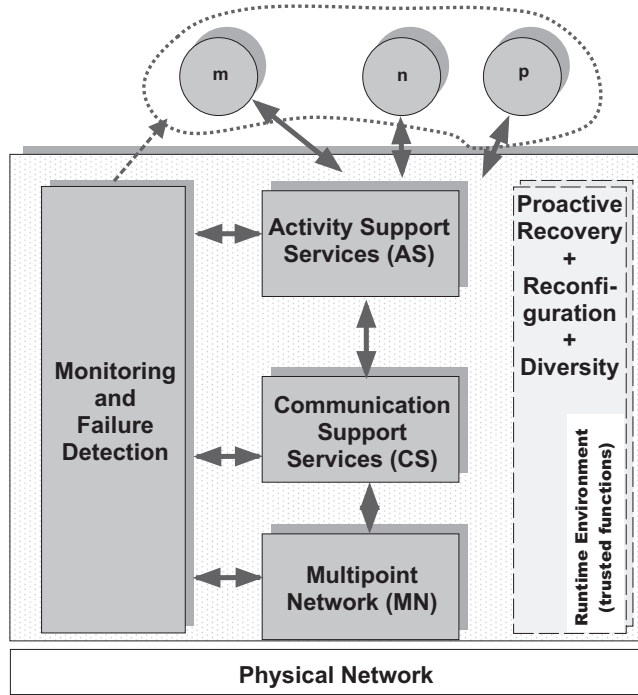 m
n
p
Activity Support
Services (AS)
Proactive
Recovery
+
Reconfi-
guration
+
Diversity
Monitoring
and
Failure
Detection
Communication
Support
Services (CS)
Multipoint
Network (MN)
Runtime Environment
(trusted functions)
Physical Network